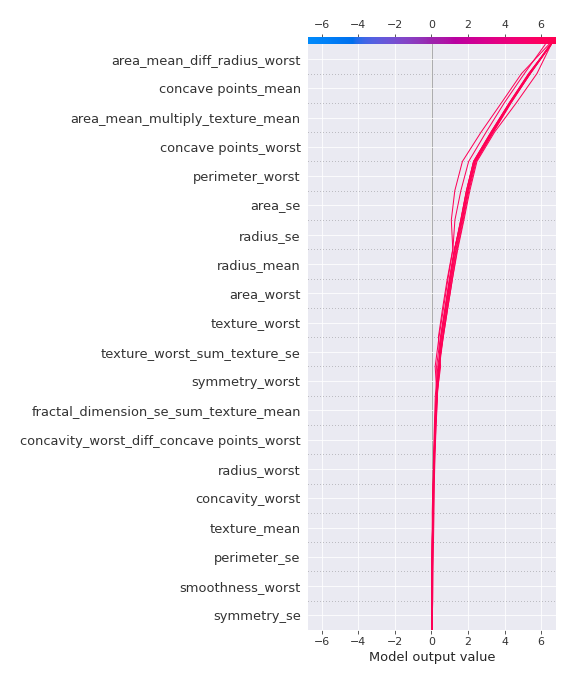 −6 −4 −2 0 2 4 6
area_mean_diff_radius_worst
concave points_mean
area_mean_multiply_texture_mean
concave points_worst
perimeter_worst
area_se
radius_se
radius_mean
area_worst
texture_worst
texture_worst_sum_texture_se
symmetry_worst
fractal_dimension_se_sum_texture_mean
concavity_worst_diff_concave points_worst
radius_worst
concavity_worst
texture_mean
perimeter_se
smoothness_worst
symmetry_se
−6 −4 −2 0 2 4 6
Model output value